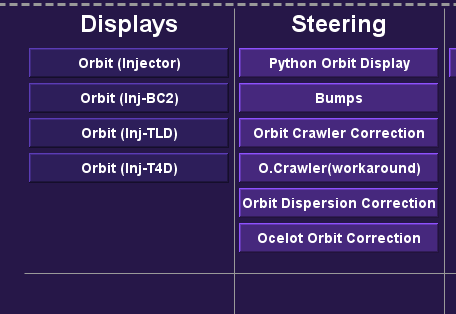 Displays
Orbit (Injector)
Orbit (Inj-BC2)
Orbit (Inj-TLD)
Orbit (Inj-T4D)
Steering
Python Orbit Display
Bumps
Orbit Crawler Correction
O.Crawler(workaround)
Orbit Dispersion Correction
Ocelot Orbit Correction